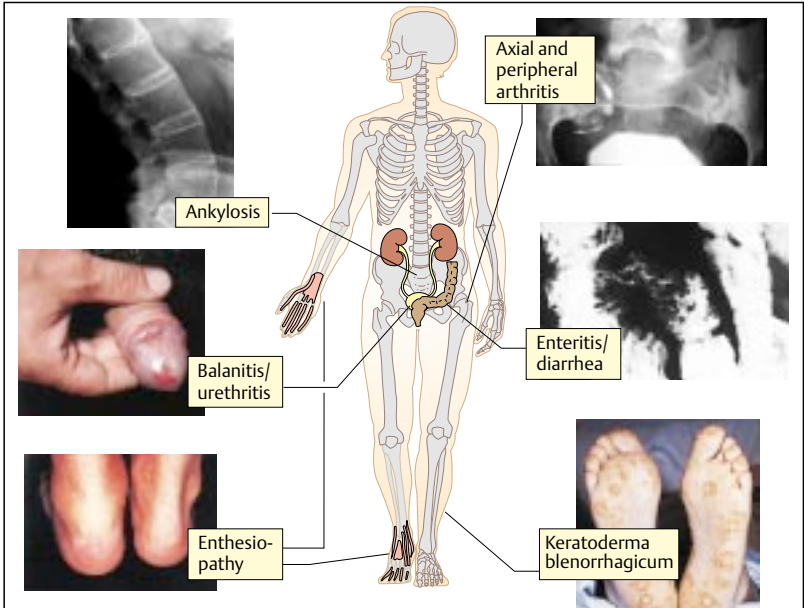 Axial and
peripheral
arthritis
Ankylosis
Balanitis/
urethritis
Enteritis/
diarrhea
Enthesio-
pathy
Keratoderma
blenorrhagicum